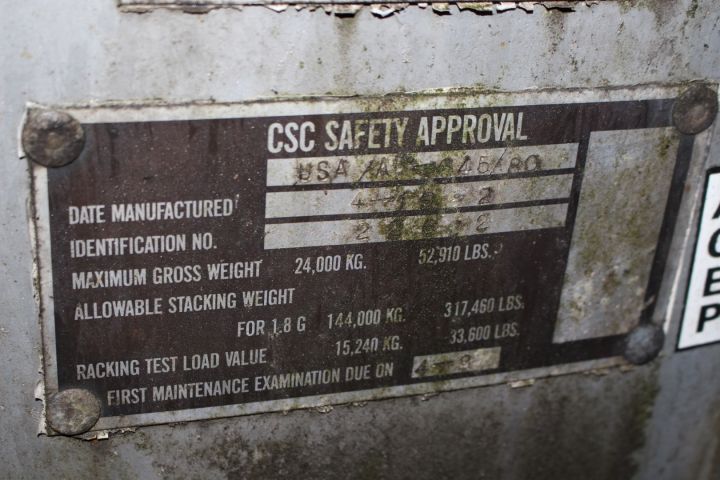 CSC SAFETY APPROVAL
DATE MANUFACTURED
IDENTIFICATION NO.
MAXIMUM GROSS WEIGHT 24,000 KG. 52,910 LBS.
ALLOWABLE STACKING WEIGHT
FOR 1.8 G 144,000 KG. 317,460 LBS.
RACKING TEST LOAD VALUE 15,240 KG. 33,600 LBS.
FIRST MAINTENANCE EXAMINATION DUE ON